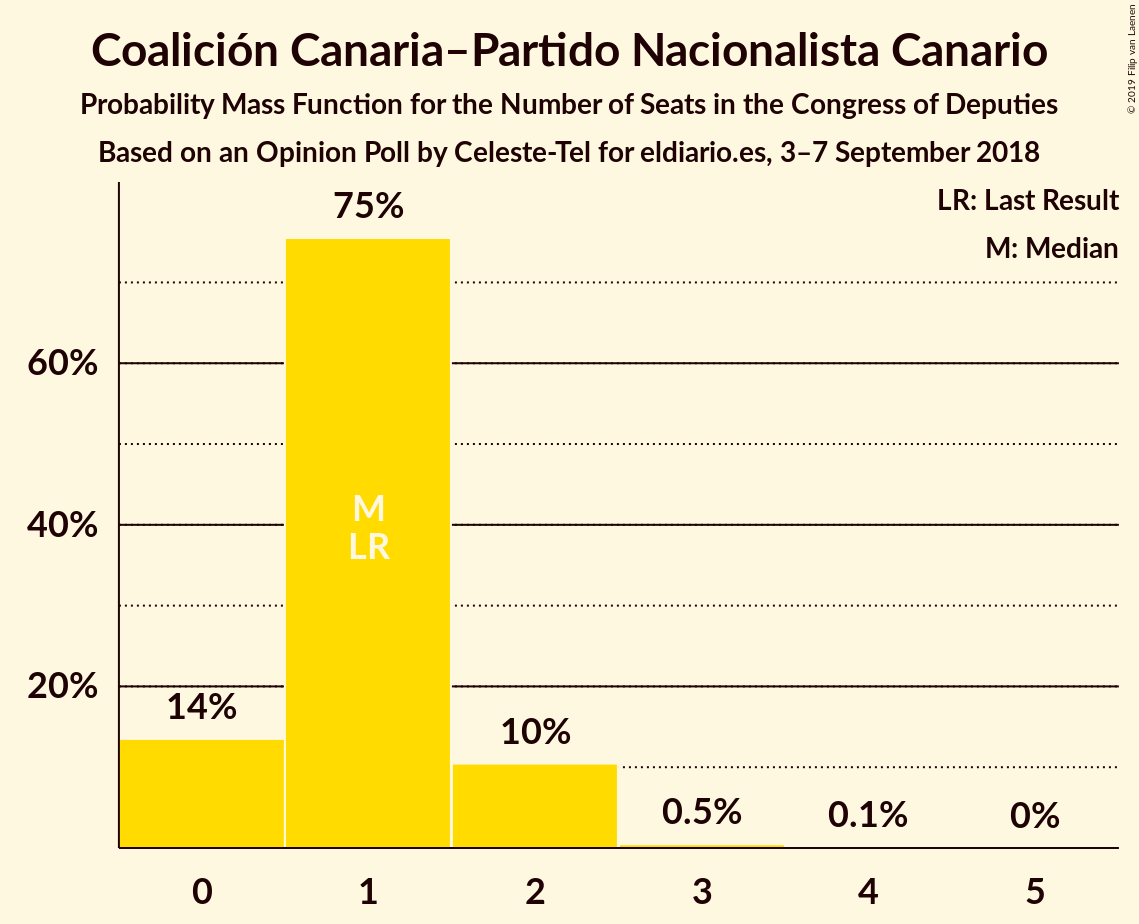 Coalición Canaria–Partido Nacionalista Canario
Probability Mass Function for the Number of Seats in the Congress of Deputies
Based on an Opinion Poll by Celeste-Tel for eldiario.es, 3–7 September 2018
© 2019 Filip van Laenen
LR: Last Result
M: Median
75%
60%
M
40%
LR
20%
14%
10%
0.5%
0.1%
0%
0 1 2 3 4 5